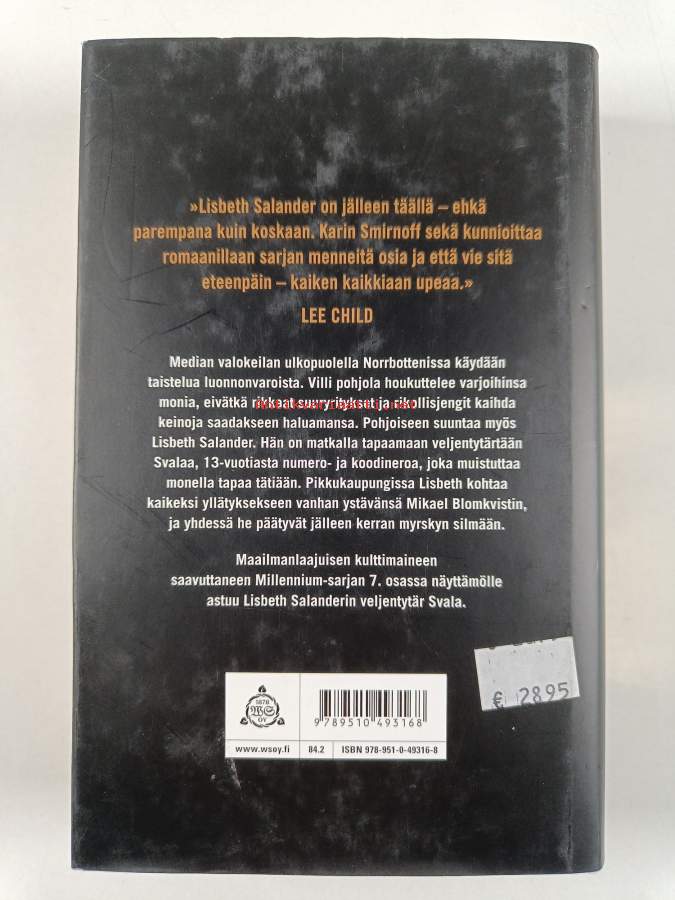 »Lisbeth Salander on jälleen täällä – ehkä
parempana kuin koskaan. Karin Smirnoff sekä kunnioittaa
romaanillaan sarjan menneitä osia ja että vie sitä
eteenpäin – kaiken kaikkiaan upeaa.»
LEE CHILD
Median valokeilan ulkopuolella Norrbottenissa käydään
taistelua luonnonvaroista. Villi pohjola houkuttelee varjoihinsa
monia, eivätkä rikkaat suuryritykset ja rikollisjengit kaihda
keinoja saadakseen haluamansa. Pohjoiseen suuntaa myös
Lisbeth Salander. Hän on matkalla tapaamaan veljentytärtään
Svalaa, 13-vuotiasta numero- ja koodineroa, joka muistuttaa
monella tapaa tätiään. Pikkukaupungissa Lisbeth kohtaa
kaikeksi yllätyksekseen vanhan ystävänsä Mikael Blomkvistin,
ja yhdessä he päätyvät jälleen kerran myrskyn silmään.
Maailmanlaajuisen kulttimaineen
saavuttaneen Millennium-sarjan 7. osassa näyttämölle
astuu Lisbeth Salanderin veljentytär Svala.
€ 28.95
1878
WS
OY
9 789510 493168
www.wsoy.fi 84.2 ISBN 978-951-0-49316-8